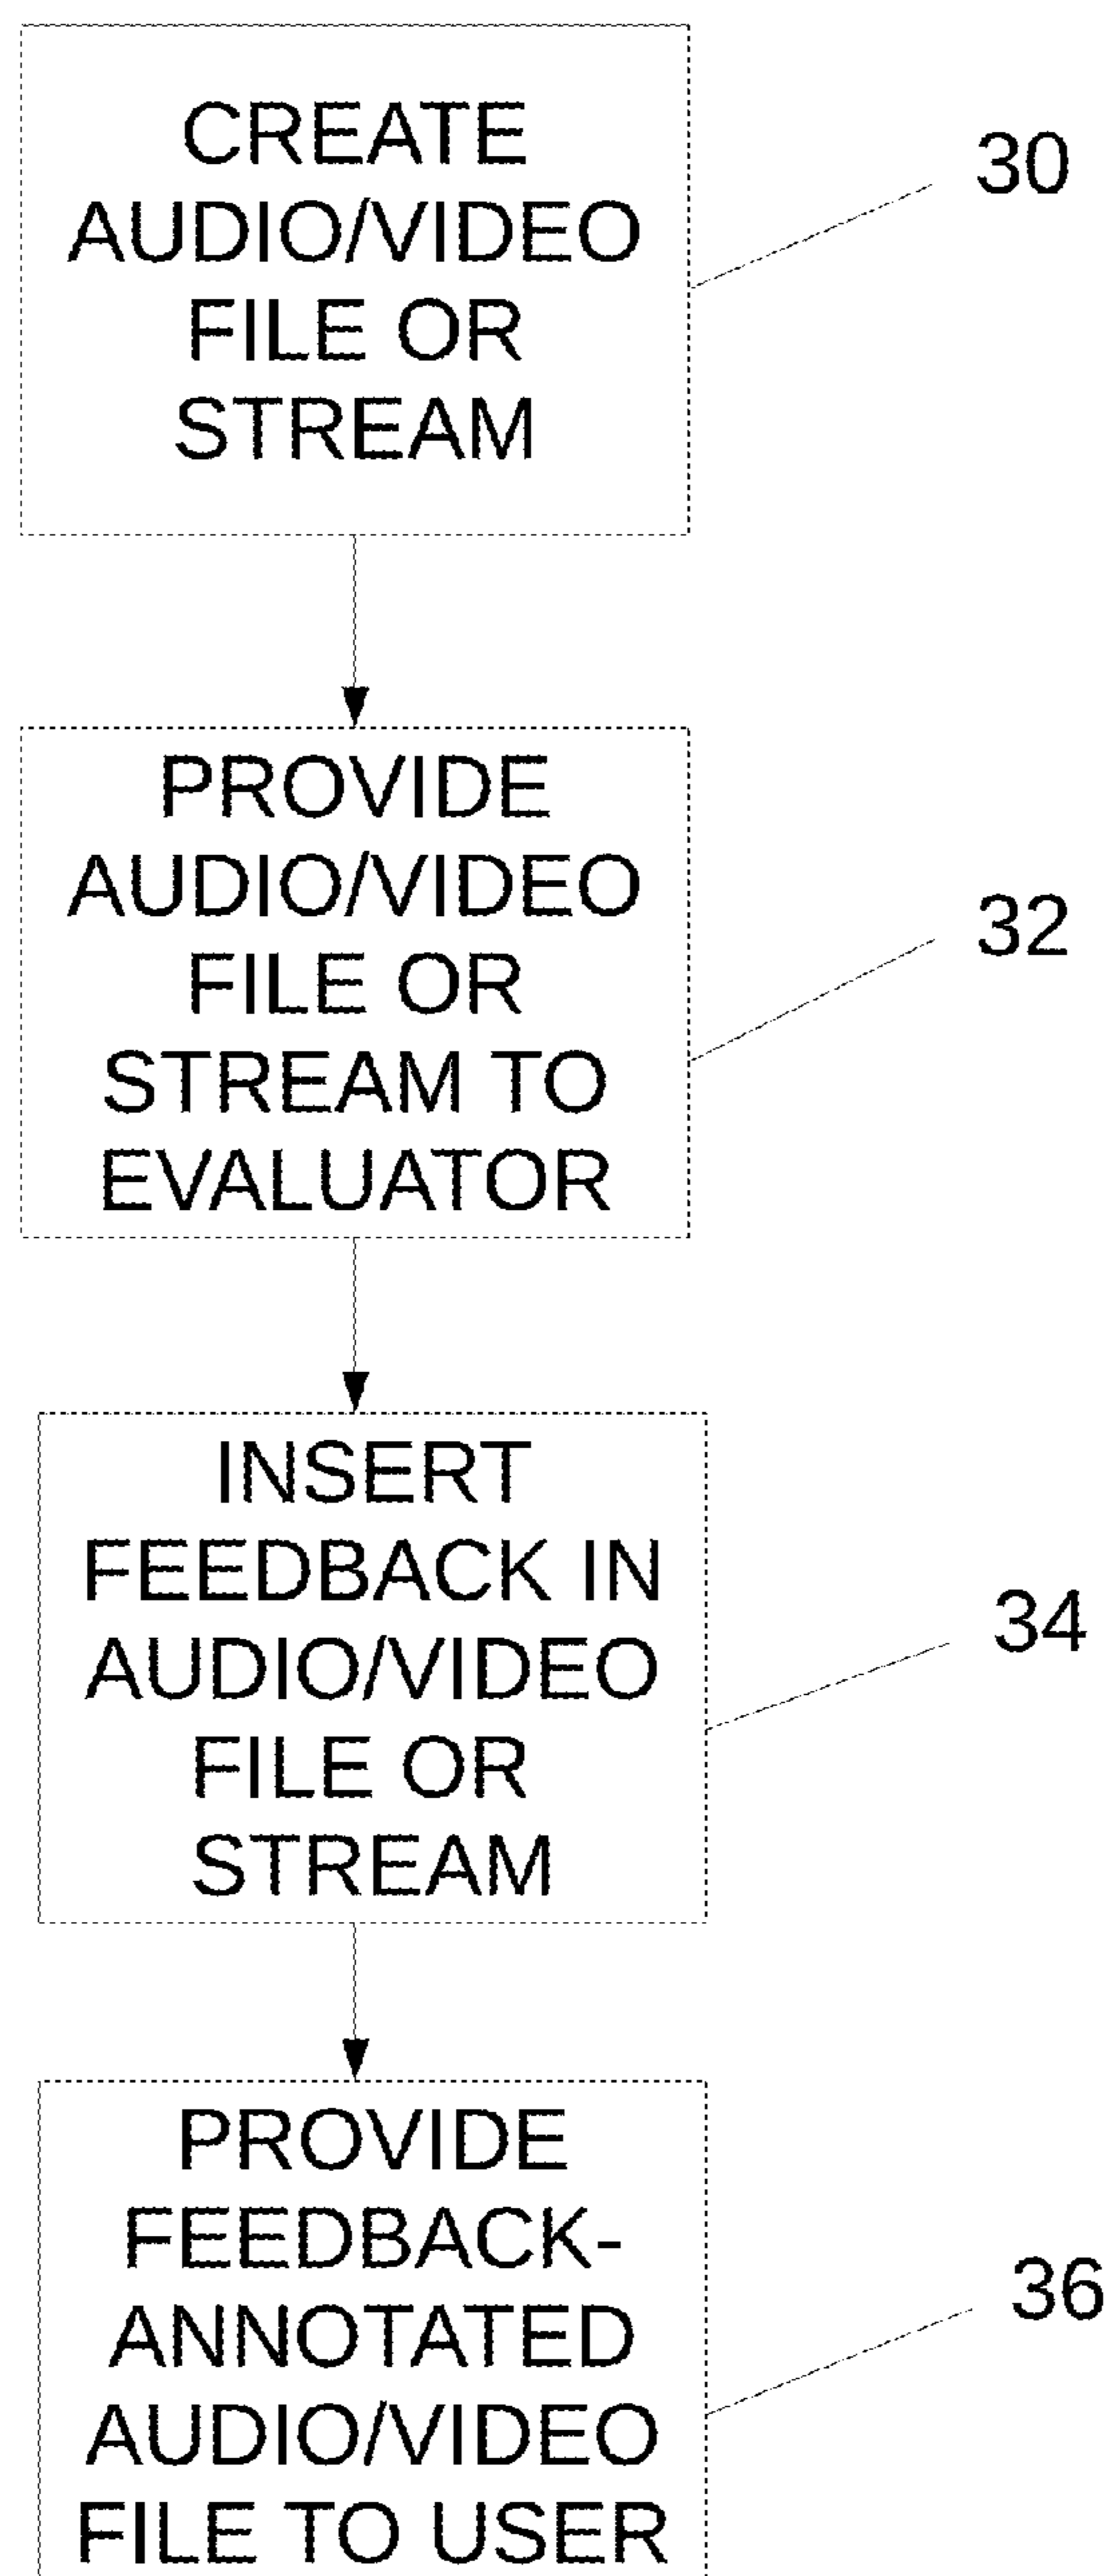 CREATE
AUDIO/VIDEO
FILE OR
STREAM
30
PROVIDE
AUDIO/VIDEO
FILE OR
STREAM TO
EVALUATOR
32
INSERT
FEEDBACK IN
AUDIO/VIDEO
FILE OR
STREAM
34
PROVIDE
FEEDBACK-
ANNOTATED
AUDIO/VIDEO
FILE TO USER
36